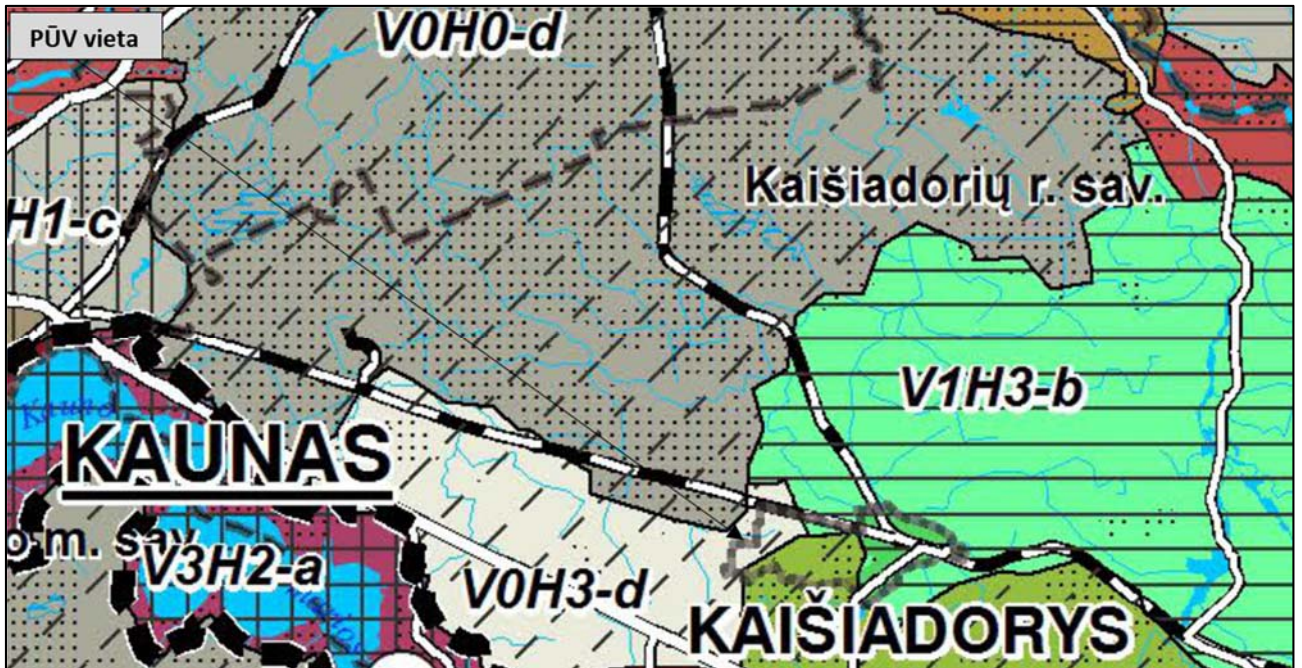 PŪV vieta
V0H0-d
Kaišiadorių r. sav.
H1-c
V1H3-b
KAUNAS
o m. sav.
V3H2-a
V0H3-d
KAIŠIADORYS